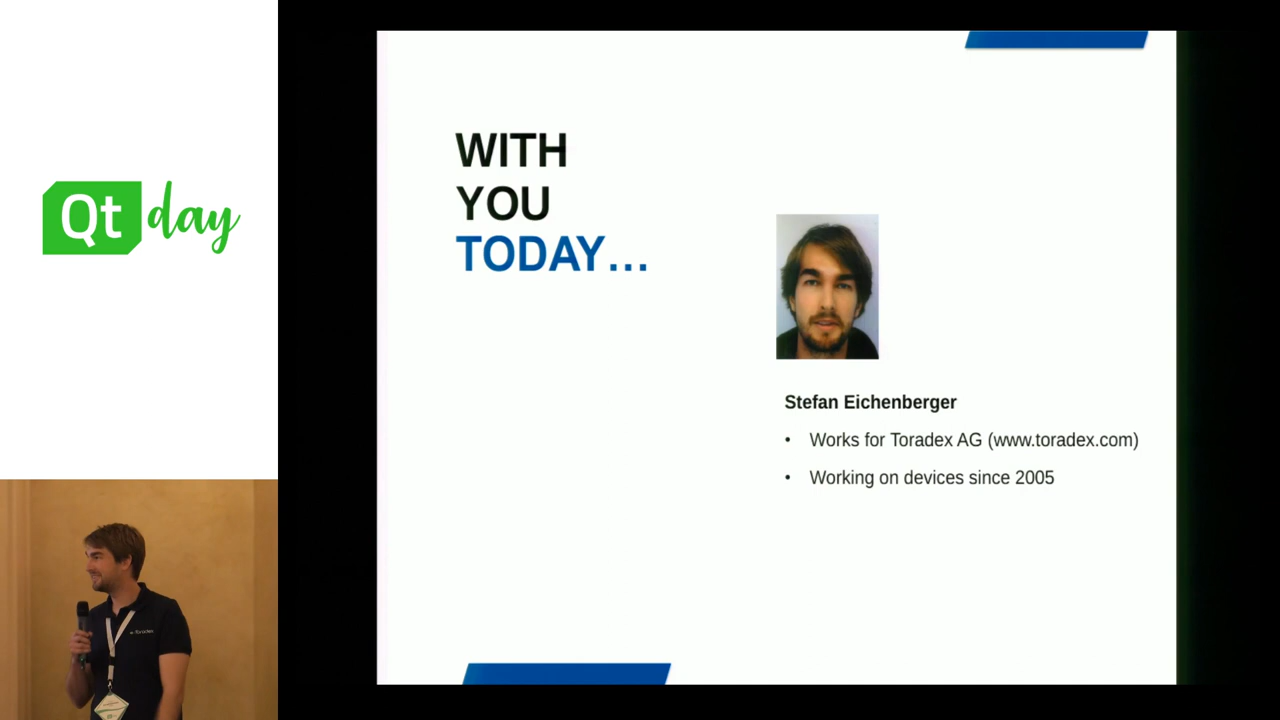 Qt day
WITH
YOU
TODAY...
Stefan Eichenberger
• Works for Toradex AG (www.toradex.com)
• Working on devices since 2005
Toradex